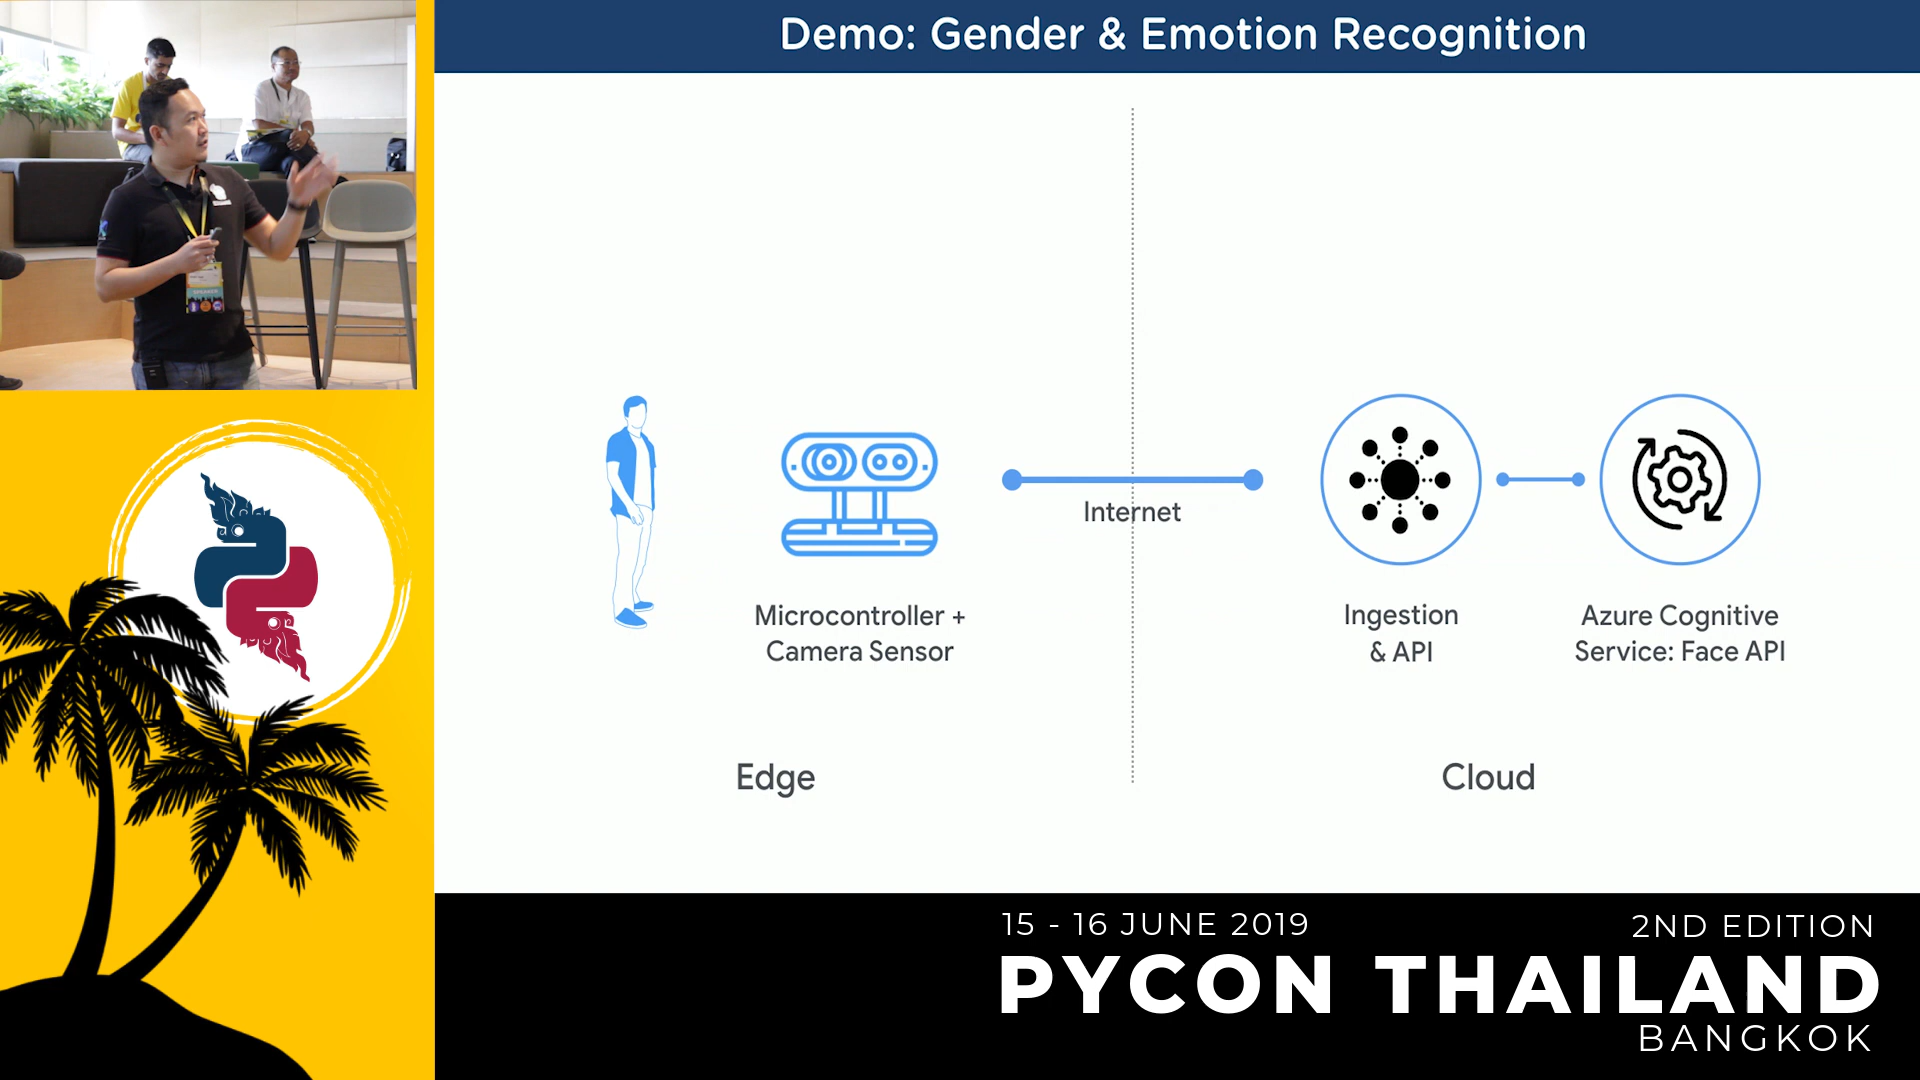 Demo: Gender & Emotion Recognition
Internet
Microcontroller +
Camera Sensor
Ingestion
& API
Azure Cognitive
Service: Face API
Edge
Cloud
15 - 16 JUNE 2019
2ND EDITION
PYCON THAILAND
BANGKOK